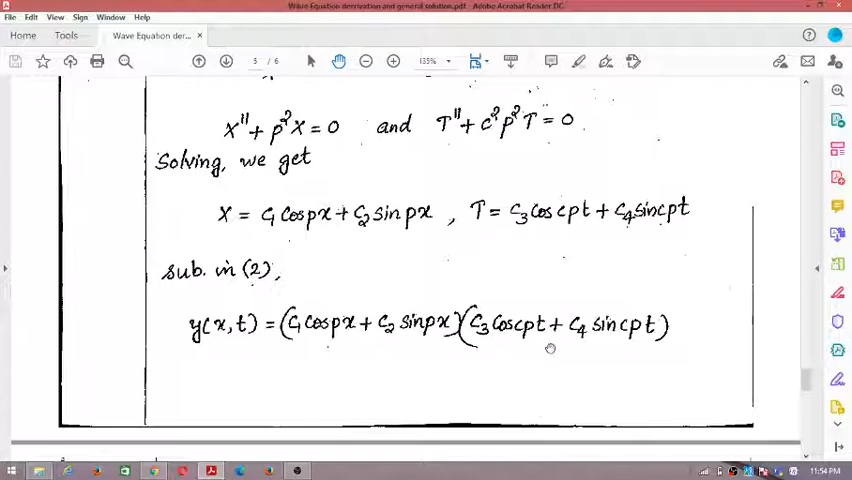 Wave Equation derrivation and general solution.pdf - Adobe Acrobat Reader DC
File Edit View Sign Window Help
Home Tools Wave Equation der... ×
5 / 6 135%
X'' + p²X = 0 and T'' + c²p²T = 0
Solving, we get
X = c₁ cos px + c₂ sin px , T = c₃ cos cpt + c₄ sin cpt
sub. in (2),
y(x,t) = (c₁ cos px + c₂ sin px)(c₃ cos cpt + c₄ sin cpt)
11:54 PM